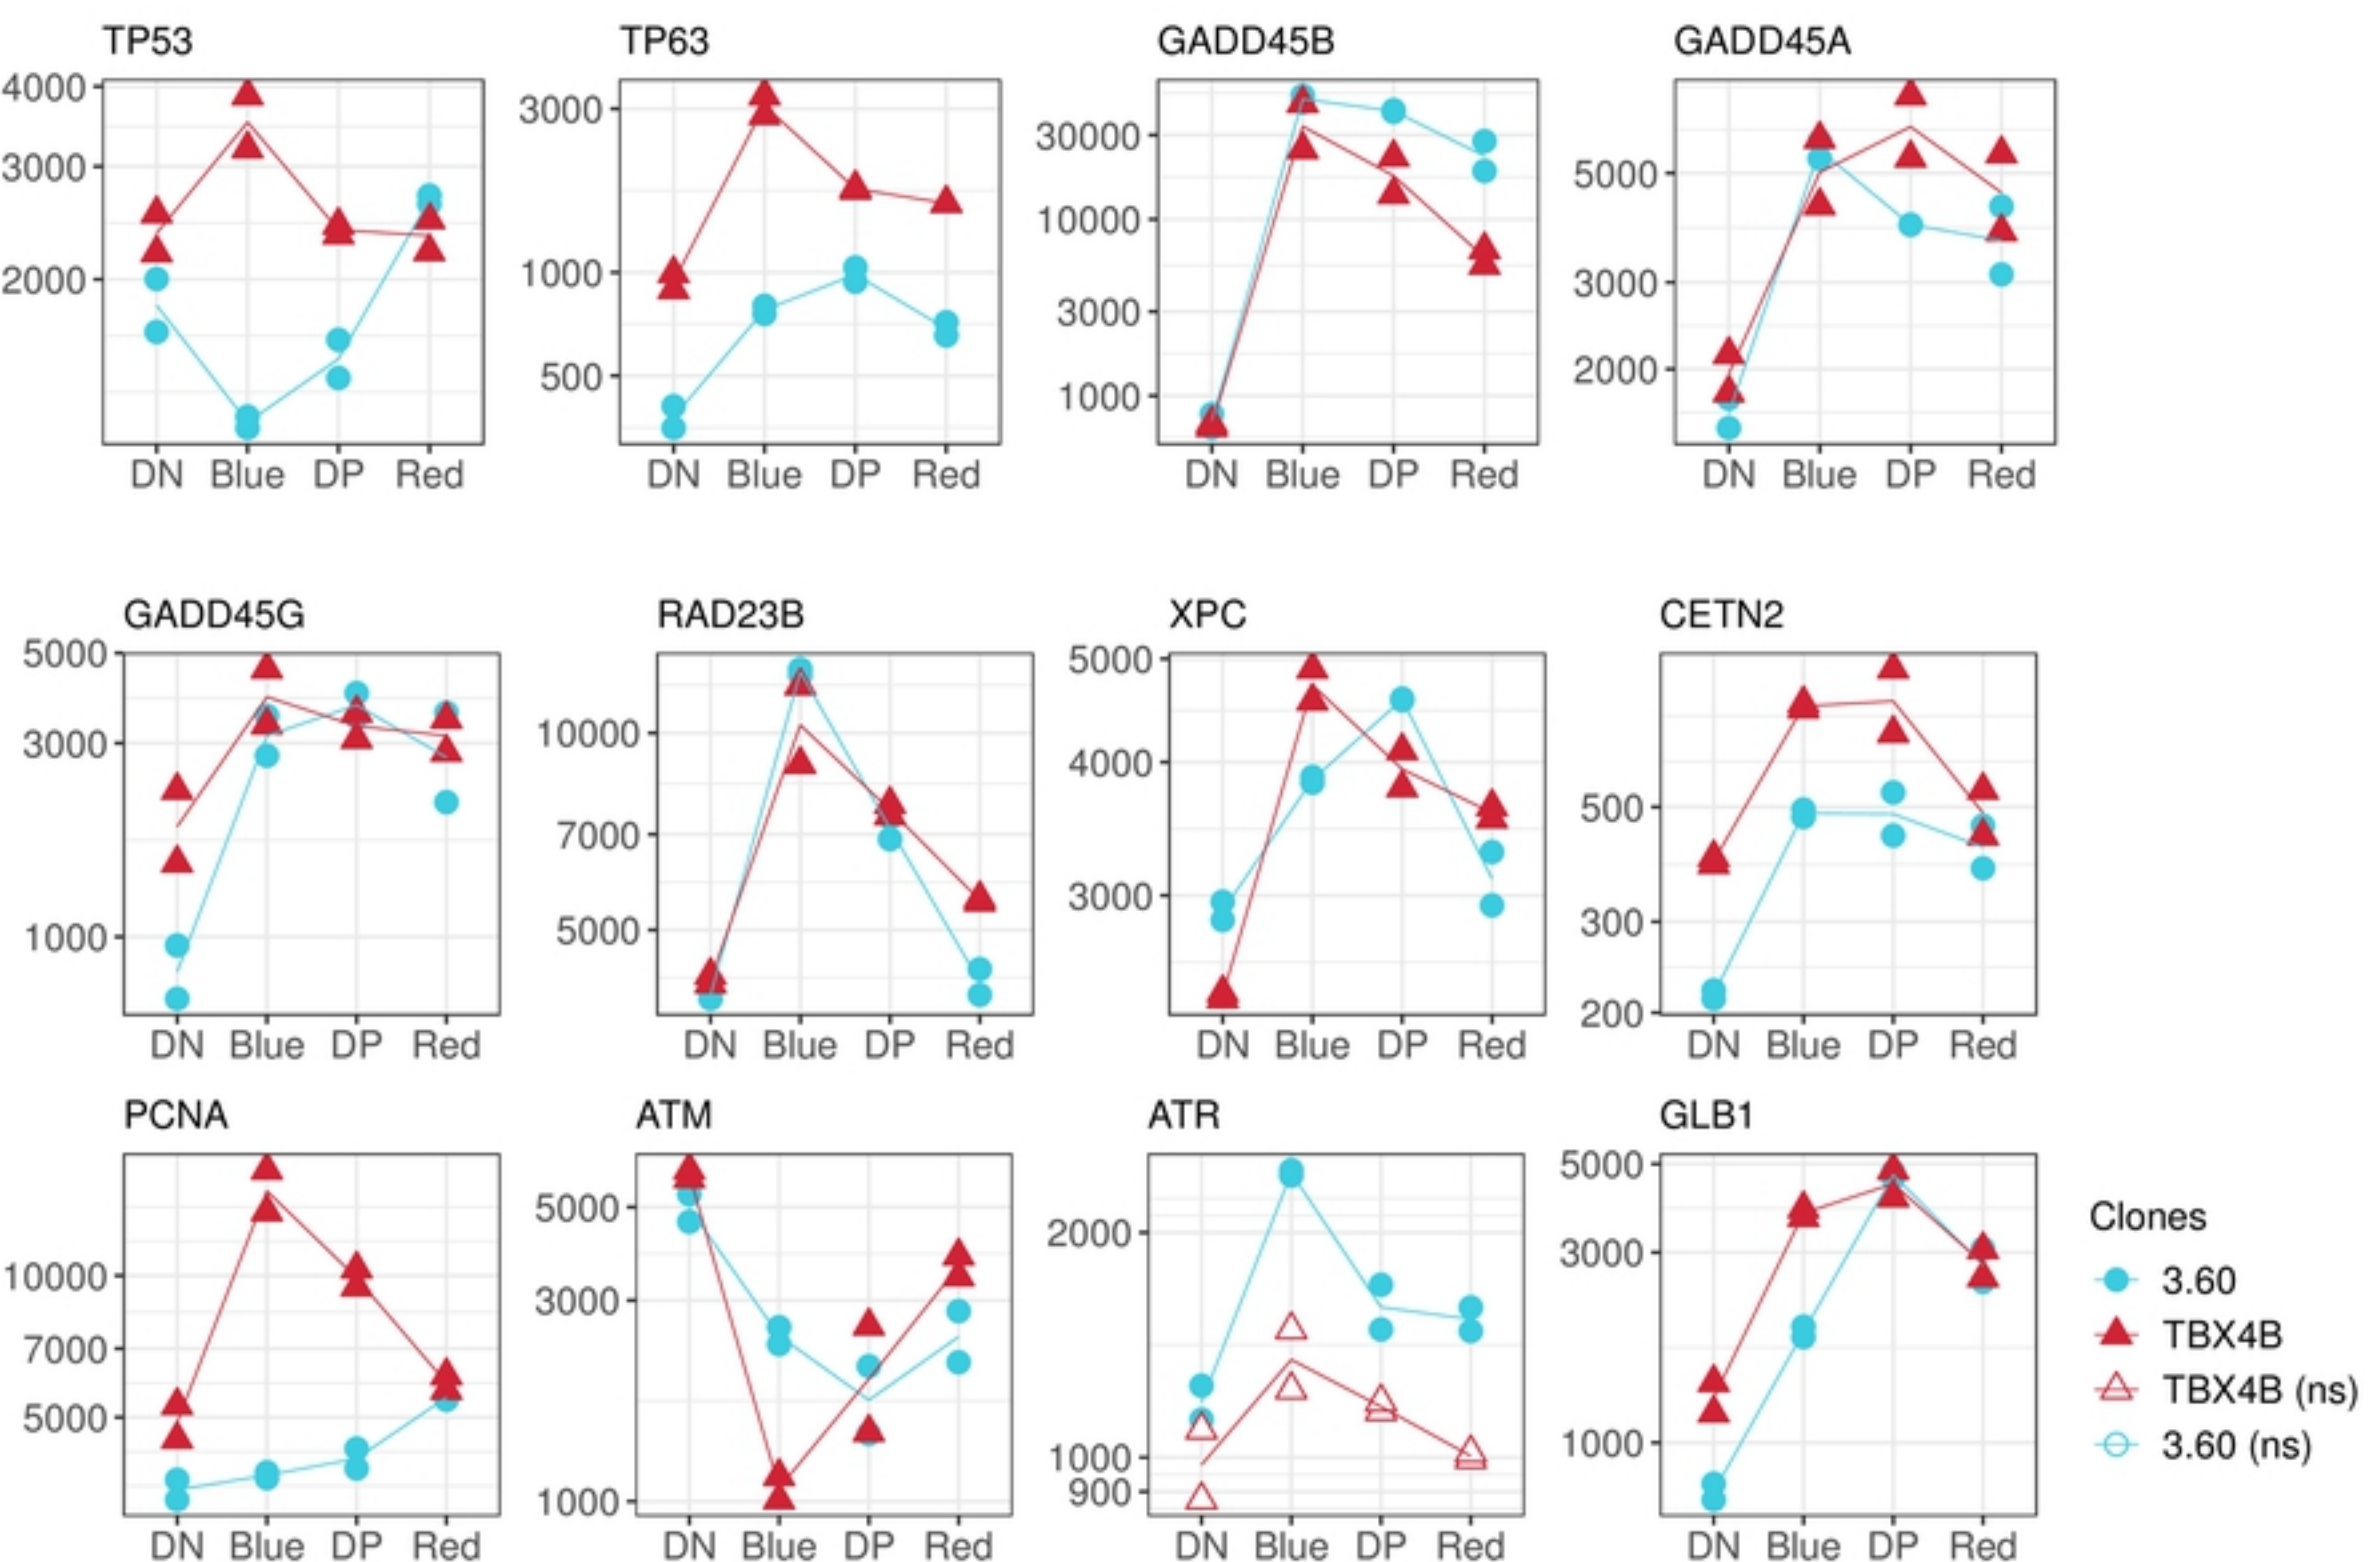 TP53
TP63
GADD45B
GADD45A
4000
3000
2000
3000
1000
500
30000
10000
3000
1000
5000
3000
2000
DN Blue DP Red
DN Blue DP Red
DN Blue DP Red
DN Blue DP Red
GADD45G
RAD23B
XPC
CETN2
5000
3000
1000
10000
7000
5000
5000
4000
3000
500
300
200
DN Blue DP Red
DN Blue DP Red
DN Blue DP Red
DN Blue DP Red
PCNA
ATM
ATR
GLB1
10000
7000
5000
5000
3000
1000
2000
1000
900
5000
3000
1000
DN Blue DP Red
DN Blue DP Red
DN Blue DP Red
DN Blue DP Red
Clones
3.60
TBX4B
TBX4B (ns)
3.60 (ns)